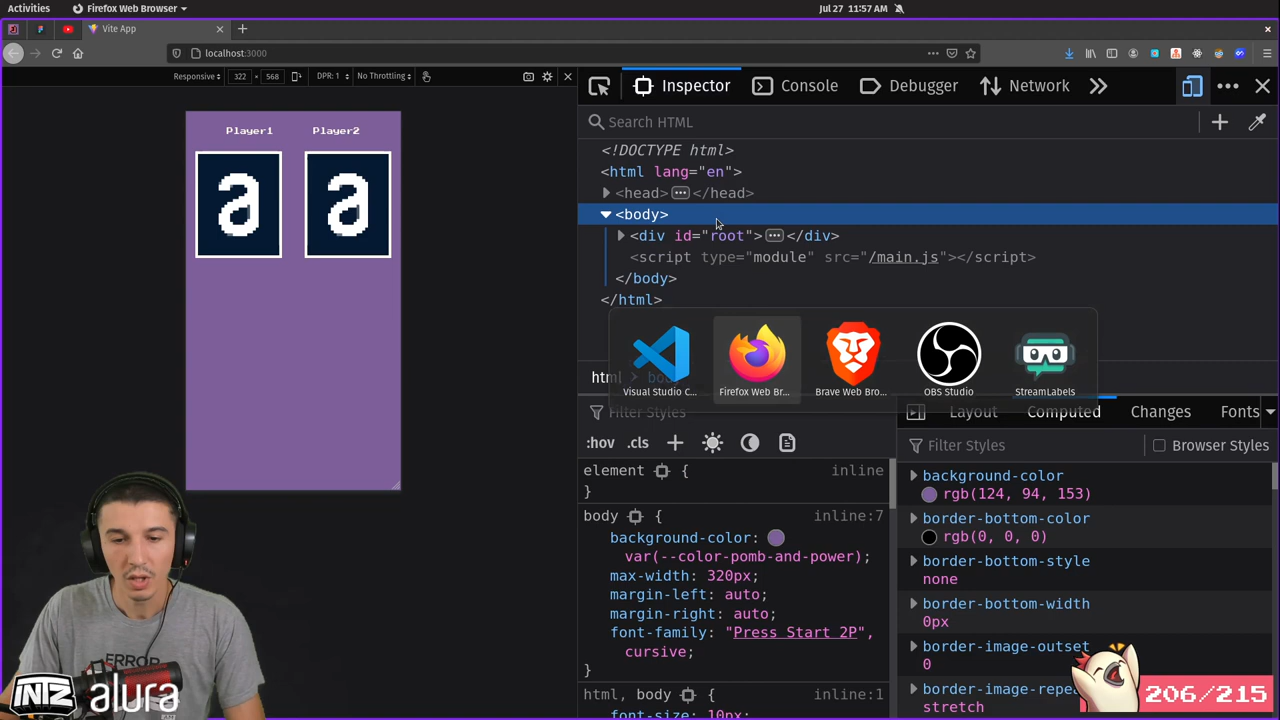 Activities
Firefox Web Browser
Jul 27 11:57 AM
Vite App
localhost:3000
Responsive 322 × 568 DPR: 1 No Throttling
Inspector Console Debugger Network
Search HTML
<!DOCTYPE html>
<html lang="en">
<head> </head>
<body>
<div id="root"> </div>
<script type="module" src="/main.js"></script>
</body>
</html>
Player1 Player2
a a
Visual Studio C... Firefox Web Br... Brave Web Bro... OBS Studio StreamLabels
html
Filter Styles
Layout Computed Changes Fonts
:hov .cls
Filter Styles
Browser Styles
element { inline
}
body { inline:7
background-color:
var(--color-pomb-and-power);
max-width: 320px;
margin-left: auto;
margin-right: auto;
font-family: "Press Start 2P",
cursive;
}
html, body { inline:1
font-size: 10px;
background-color
rgb(124, 94, 153)
border-bottom-color
rgb(0, 0, 0)
border-bottom-style
none
border-bottom-width
0px
border-image-outset
0
border-image-repea
stretch
ERROR
INTZ alura
206/215